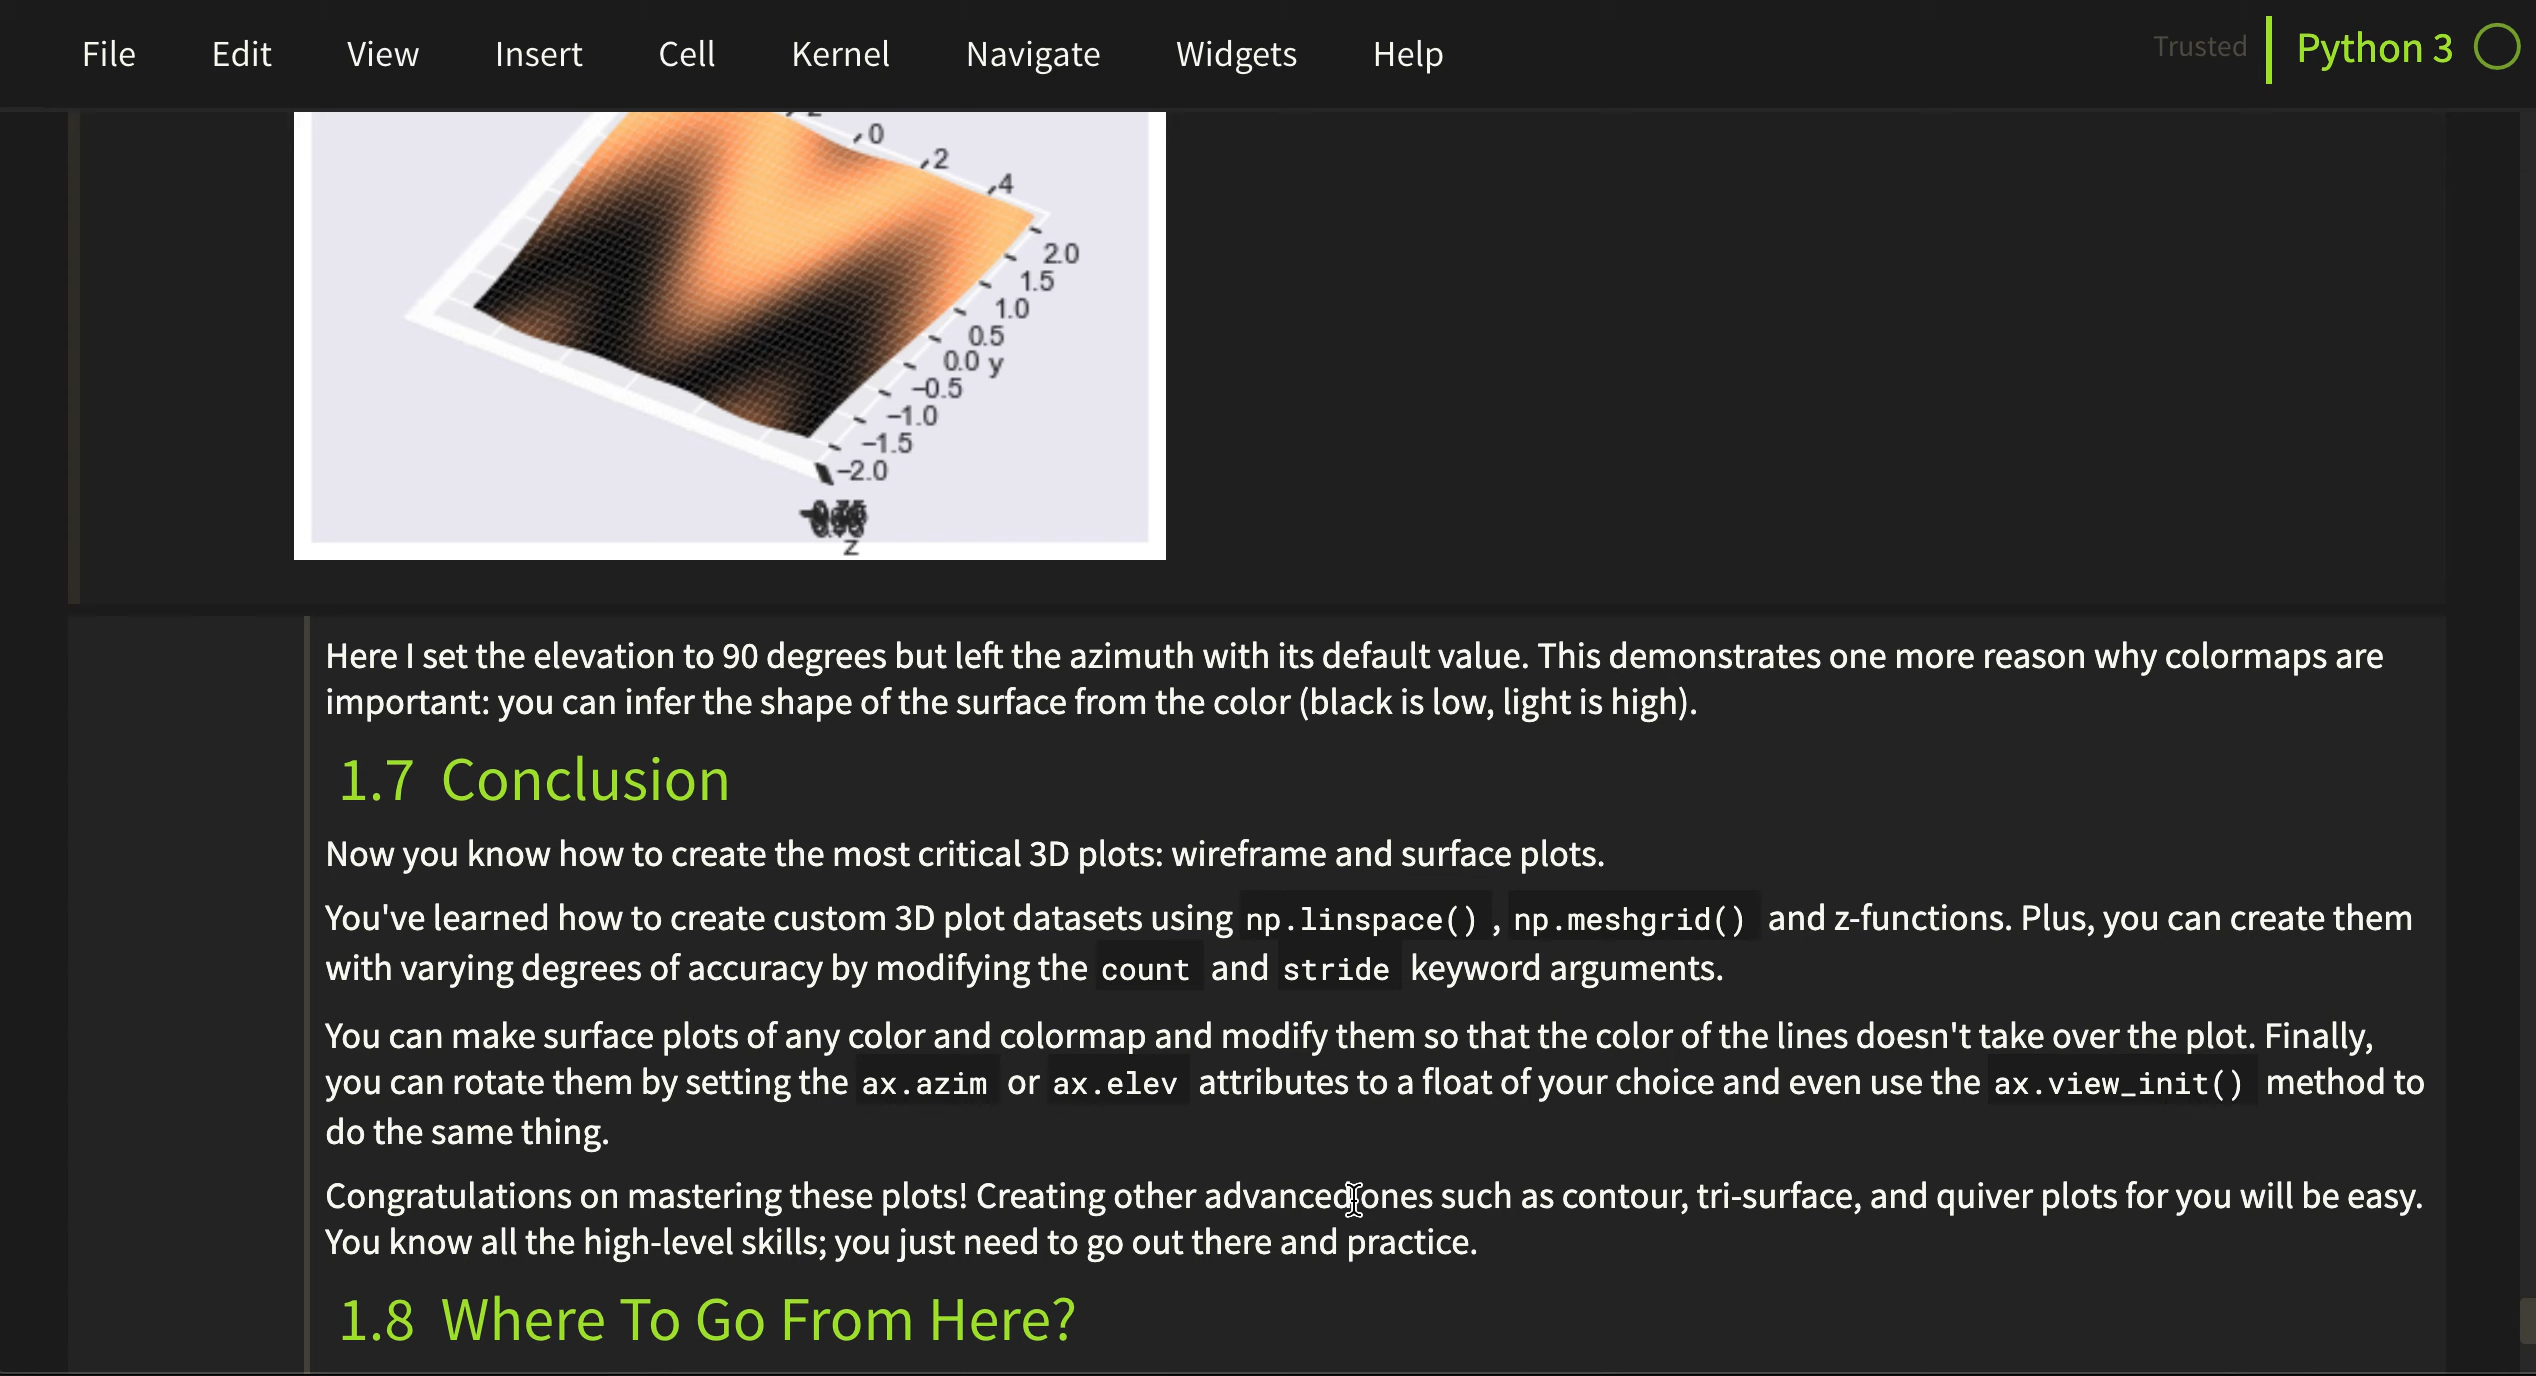 File Edit View Insert Cell Kernel Navigate Widgets Help Trusted Python 3
0
2
4
2.0
1.5
1.0
0.5
0.0 y
−0.5
−1.0
−1.5
−2.0
z
Here I set the elevation to 90 degrees but left the azimuth with its default value. This demonstrates one more reason why colormaps are
important: you can infer the shape of the surface from the color (black is low, light is high).
1.7 Conclusion
Now you know how to create the most critical 3D plots: wireframe and surface plots.
You've learned how to create custom 3D plot datasets using np.linspace() , np.meshgrid() and z-functions. Plus, you can create them
with varying degrees of accuracy by modifying the count and stride keyword arguments.
You can make surface plots of any color and colormap and modify them so that the color of the lines doesn't take over the plot. Finally,
you can rotate them by setting the ax.azim or ax.elev attributes to a float of your choice and even use the ax.view_init() method to
do the same thing.
Congratulations on mastering these plots! Creating other advanced ones such as contour, tri-surface, and quiver plots for you will be easy.
You know all the high-level skills; you just need to go out there and practice.
1.8 Where To Go From Here?